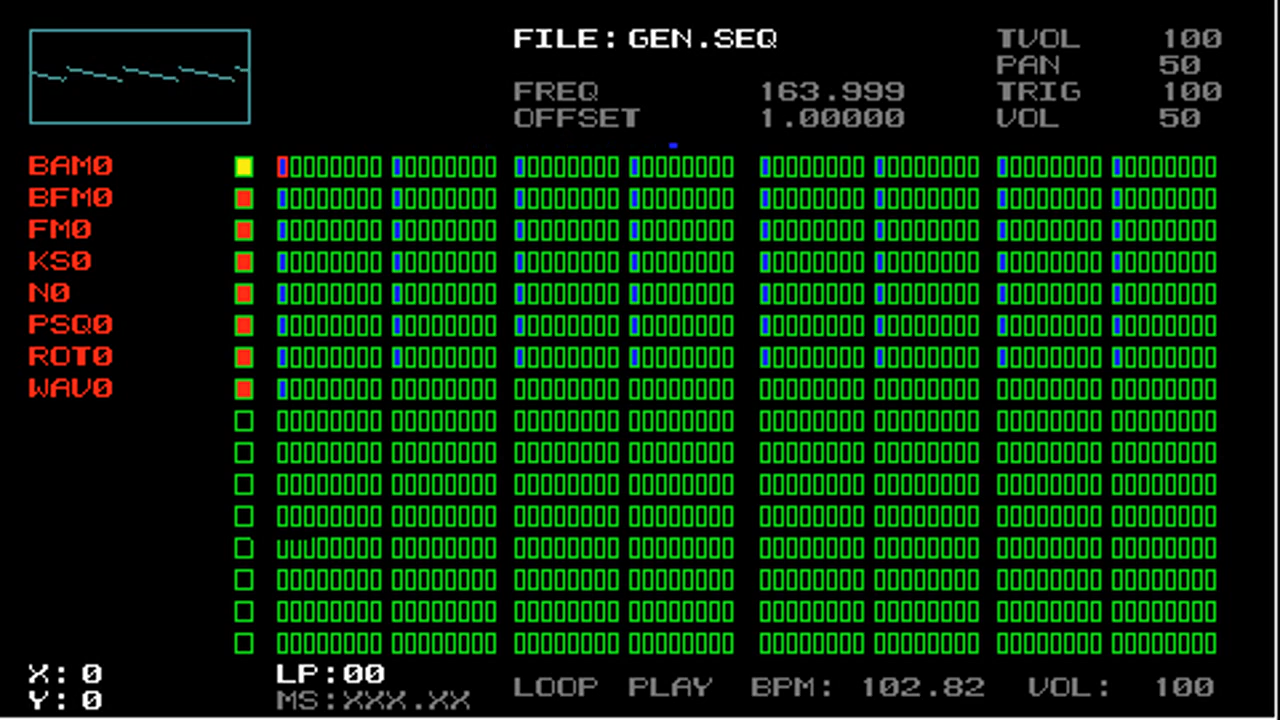 FILE: GEN.SEQ
TVOL 100
PAN 50
FREQ 163.999
TRIG 100
OFFSET 1.00000
VOL 50
BAM0
BFM0
FM0
KS0
N0
PSQ0
ROT0
WAV0
X: 0
Y: 0
LP:00
MS:XXX.XX
LOOP PLAY BPM: 102.82 VOL: 100